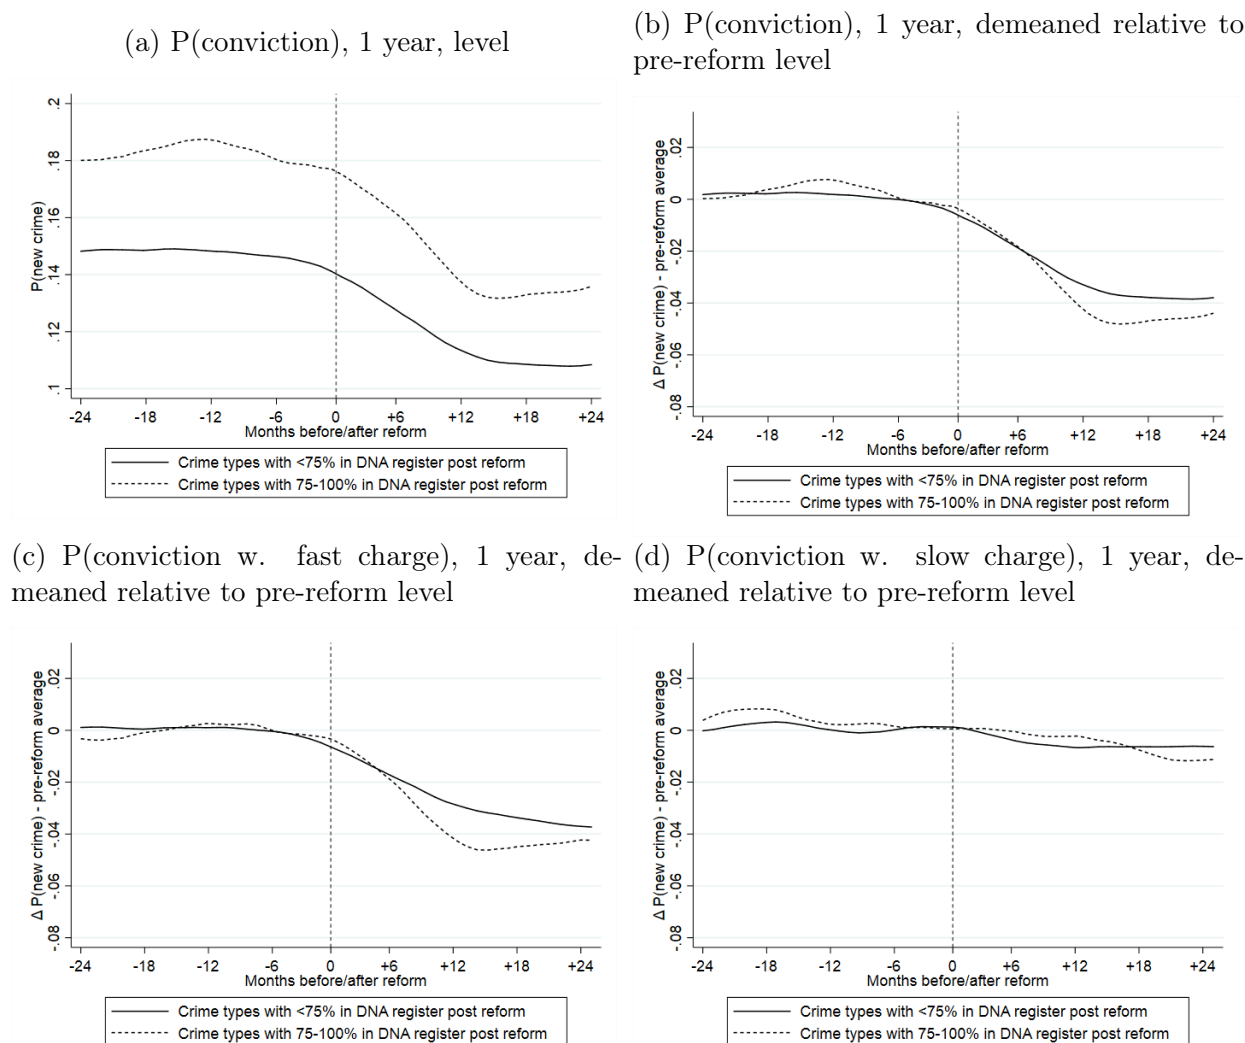 (a) P(conviction), 1 year, level
P(new crime)
.2
.18
.16
.14
.12
.1
-24 -18 -12 -6 0 +6 +12 +18 +24
Months before/after reform
Crime types with <75% in DNA register post reform
Crime types with 75-100% in DNA register post reform
(b) P(conviction), 1 year, demeaned relative to
pre-reform level
Δ P(new crime) - pre-reform average
.02
0
-.02
-.04
-.06
-.08
-24 -18 -12 -6 0 +6 +12 +18 +24
Months before/after reform
Crime types with <75% in DNA register post reform
Crime types with 75-100% in DNA register post reform
(c) P(conviction w. fast charge), 1 year, de-
meaned relative to pre-reform level
Δ P(new crime) - pre-reform average
.02
0
-.02
-.04
-.06
-.08
-24 -18 -12 -6 0 +6 +12 +18 +24
Months before/after reform
Crime types with <75% in DNA register post reform
Crime types with 75-100% in DNA register post reform
(d) P(conviction w. slow charge), 1 year, de-
meaned relative to pre-reform level
Δ P(new crime) - pre-reform average
.02
0
-.02
-.04
-.06
-.08
-24 -18 -12 -6 0 +6 +12 +18 +24
Months before/after reform
Crime types with <75% in DNA register post reform
Crime types with 75-100% in DNA register post reform